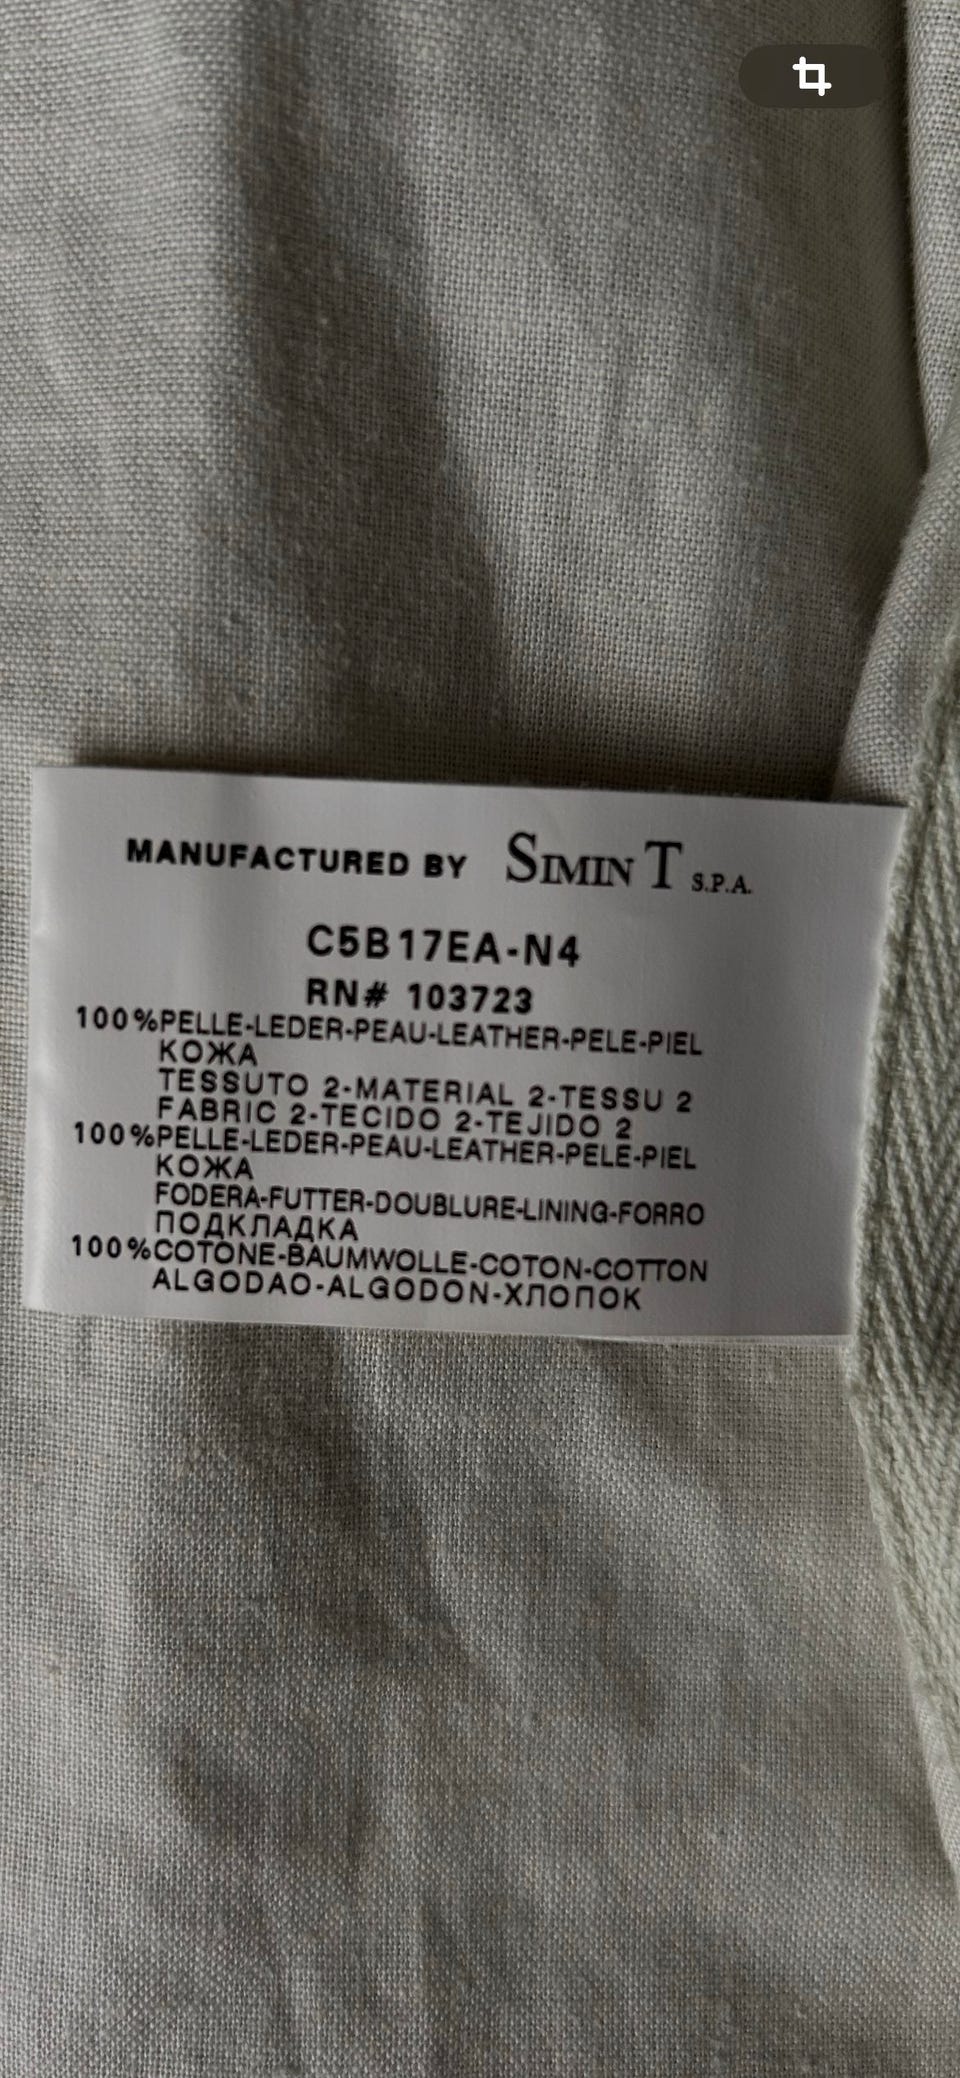 MANUFACTURED BY SIMIN T S.P.A.
C5B17EA-N4
RN# 103723
100%PELLE-LEDER-PEAU-LEATHER-PELE-PIEL
КОЖА
TESSUTO 2-MATERIAL 2-TESSU 2
FABRIC 2-TECIDO 2-TEJIDO 2
100%PELLE-LEDER-PEAU-LEATHER-PELE-PIEL
КОЖА
FODERA-FUTTER-DOUBLURE-LINING-FORRO
ПОДКЛАДКА
100%COTONE-BAUMWOLLE-COTON-COTTON
ALGODAO-ALGODON-ХЛОПОК